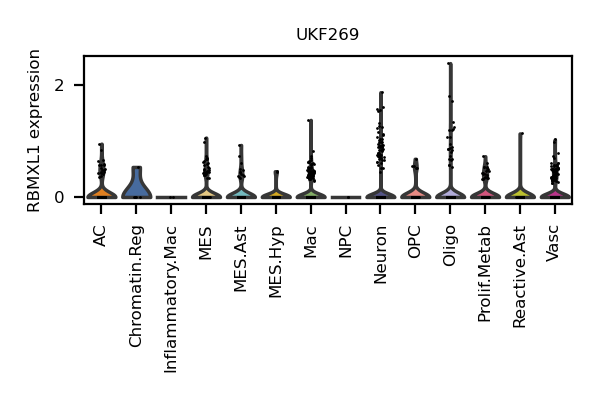 UKF269
RBMXL1 expression
2
0
AC
Chromatin.Reg
Inflammatory.Mac
MES
MES.Ast
MES.Hyp
Mac
NPC
Neuron
OPC
Oligo
Prolif.Metab
Reactive.Ast
Vasc